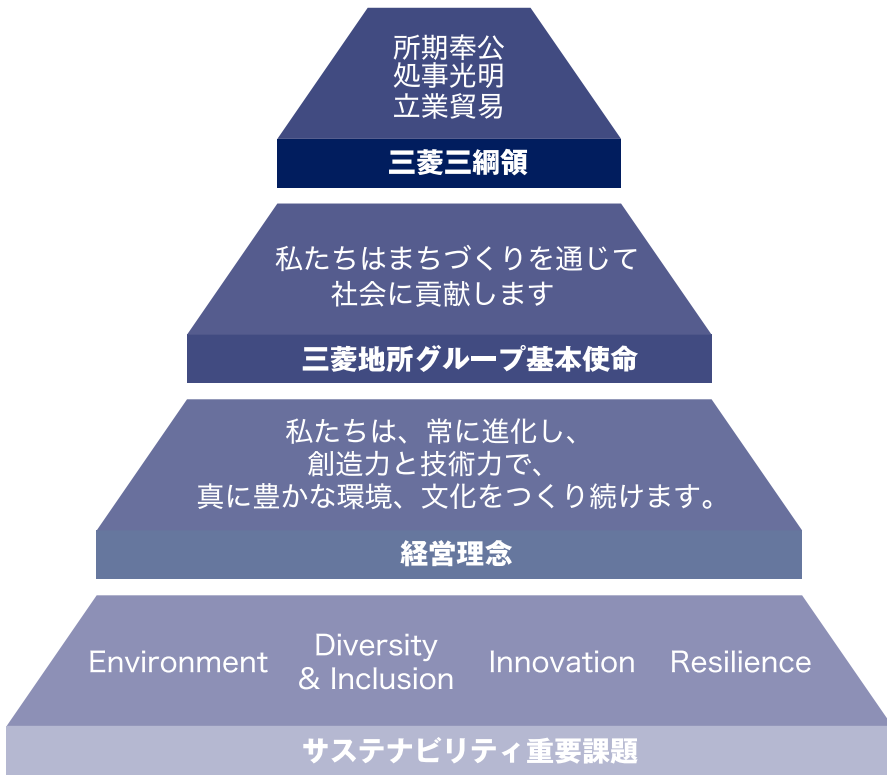 所期奉公
処事光明
立業貿易
三菱三綱領
私たちはまちづくりを通じて
社会に貢献します
三菱地所グループ基本使命
私たちは、常に進化し、
創造力と技術力で、
真に豊かな環境、文化をつくり続けます。
経営理念
Environment
Diversity
& Inclusion
Innovation
Resilience
サステナビリティ重要課題